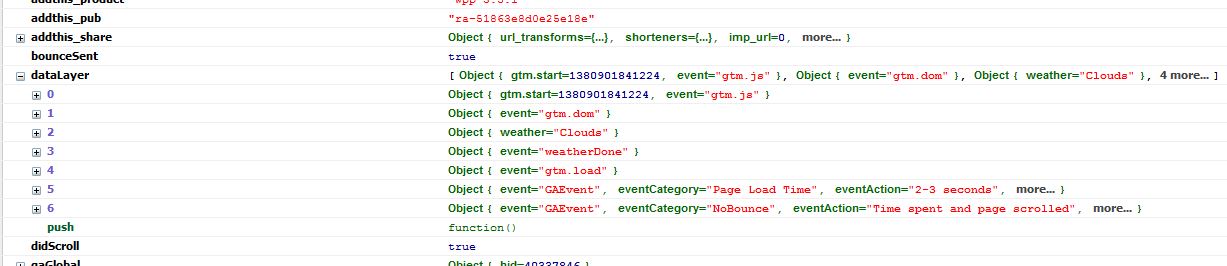 addthis_product "wpp-3.5.1"
addthis_pub "ra-51863e8d0e25e18e"
addthis_share Object { url_transforms={...}, shorteners={...}, imp_url=0, more... }
bounceSent true
dataLayer [ Object { gtm.start=1380901841224, event="gtm.js" }, Object { event="gtm.dom" }, Object { weather="Clouds" }, 4 more... ]
0 Object { gtm.start=1380901841224, event="gtm.js" }
1 Object { event="gtm.dom" }
2 Object { weather="Clouds" }
3 Object { event="weatherDone" }
4 Object { event="gtm.load" }
5 Object { event="GAEvent", eventCategory="Page Load Time", eventAction="2-3 seconds", more... }
6 Object { event="GAEvent", eventCategory="NoBounce", eventAction="Time spent and page scrolled", more... }
push function()
didScroll true
gaGlobal Object { hid=40337846 }